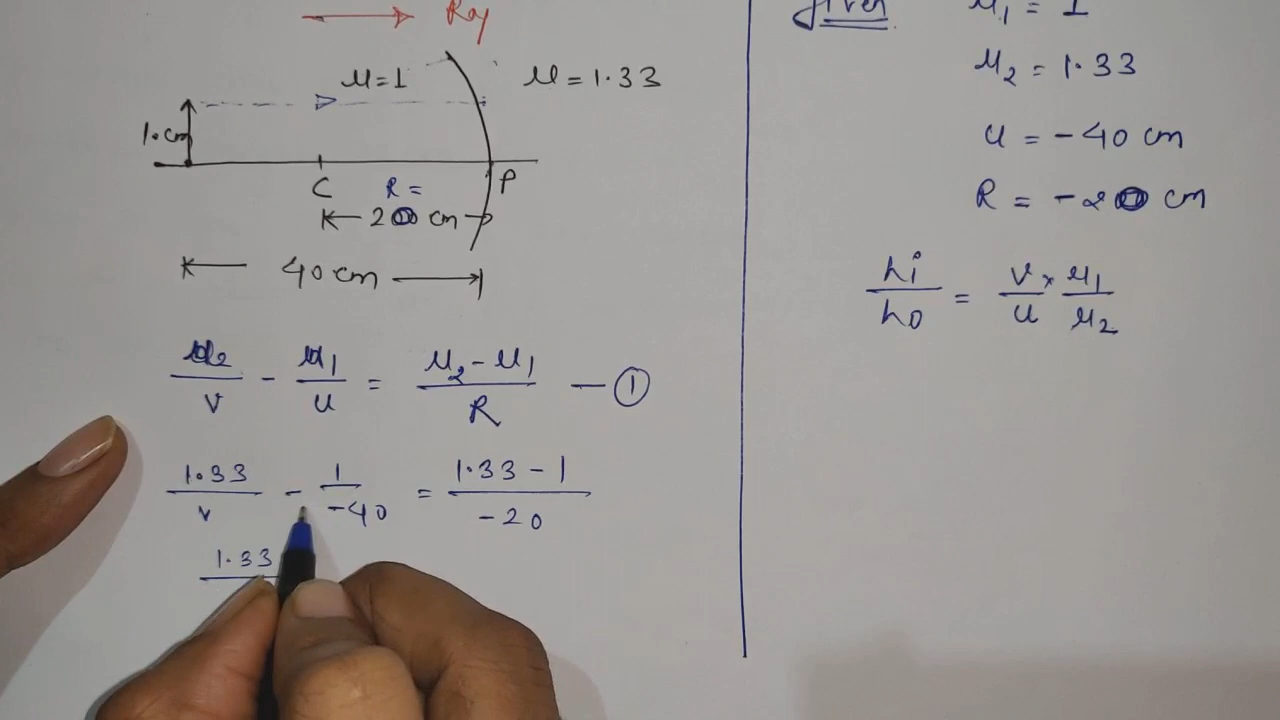 Ray
μ=1
μ = 1.33
1.cm
C
R =
P
20 cm
40 cm
μ2/v - μ1/u = μ2-μ1/R — ①
1.33/v - 1/-40 = 1.33-1/-20
1.33
Given μ1 = 1
μ2 = 1.33
u = -40 cm
R = -20 cm
hi/ho = v/u × μ1/μ2